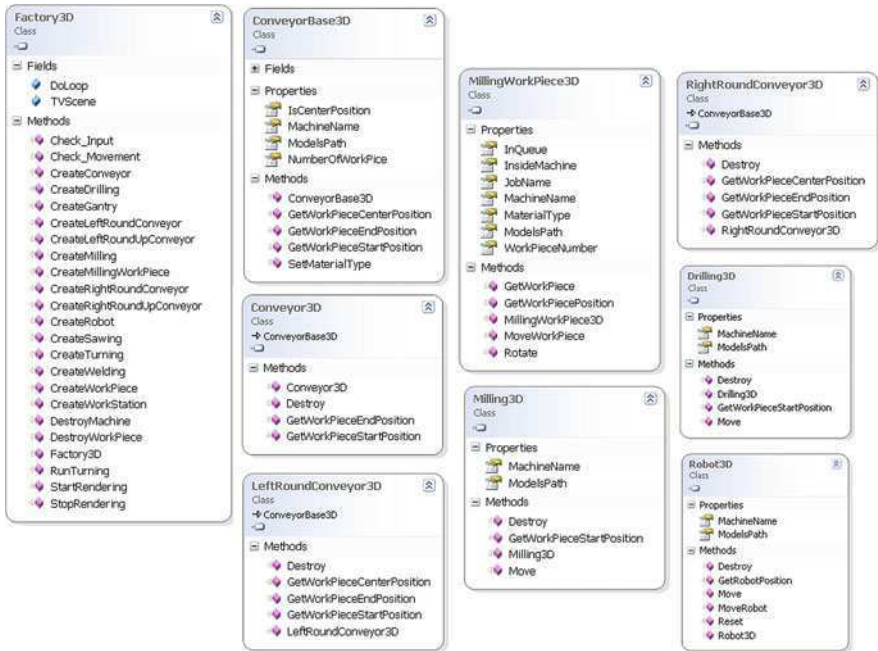 Factory3D
Class
Fields
DoLoop
TVScene
Methods
Check_Input
Check_Movement
CreateConveyor
CreateDrilling
CreateGantry
CreateLeftRoundConveyor
CreateLeftRoundUpConveyor
CreateMilling
CreateMillingWorkPiece
CreateRightRoundConveyor
CreateRightRoundUpConveyor
CreateRobot
CreateSawing
CreateTurning
CreateWelding
CreateWorkPiece
CreateWorkStation
DestroyMachine
DestroyWorkPiece
Factory3D
RunTurning
StartRendering
StopRendering
ConveyorBase3D
Class
Fields
Properties
IsCenterPosition
MachineName
ModelsPath
NumberOfWorkPice
Methods
ConveyorBase3D
GetWorkPieceCenterPosition
GetWorkPieceEndPosition
GetWorkPieceStartPosition
SetMaterialType
Conveyor3D
Class
ConveyorBase3D
Methods
Conveyor3D
Destroy
GetWorkPieceEndPosition
GetWorkPieceStartPosition
LeftRoundConveyor3D
Class
ConveyorBase3D
Methods
Destroy
GetWorkPieceCenterPosition
GetWorkPieceEndPosition
GetWorkPieceStartPosition
LeftRoundConveyor3D
MillingWorkPiece3D
Class
Properties
InQueue
InsideMachine
JobName
MachineName
MaterialType
ModelsPath
WorkPieceNumber
Methods
GetWorkPiece
GetWorkPiecePosition
MillingWorkPiece3D
MoveWorkPiece
Rotate
Milling3D
Class
Properties
MachineName
ModelsPath
Methods
Destroy
GetWorkPieceStartPosition
Milling3D
Move
RightRoundConveyor3D
Class
ConveyorBase3D
Methods
Destroy
GetWorkPieceCenterPosition
GetWorkPieceEndPosition
GetWorkPieceStartPosition
RightRoundConveyor3D
Drilling3D
Class
Properties
MachineName
ModelsPath
Methods
Destroy
Drilling3D
GetWorkPieceStartPosition
Move
Robot3D
Class
Properties
MachineName
ModelsPath
Methods
Destroy
GetRobotPosition
Move
MoveRobot
Reset
Robot3D